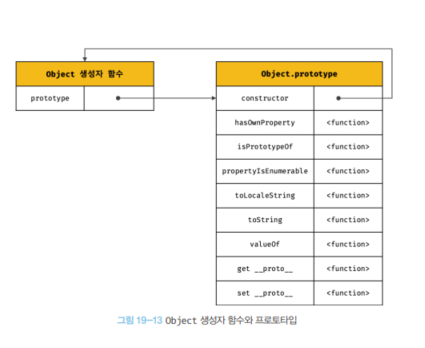 Object 생성자 함수
prototype
Object.prototype
constructor
hasOwnProperty <function>
isPrototypeOf <function>
propertyIsEnumerable <function>
toLocaleString <function>
toString <function>
valueOf <function>
get __proto__ <function>
set __proto__ <function>
그림 19-13 Object 생성자 함수와 프로토타입